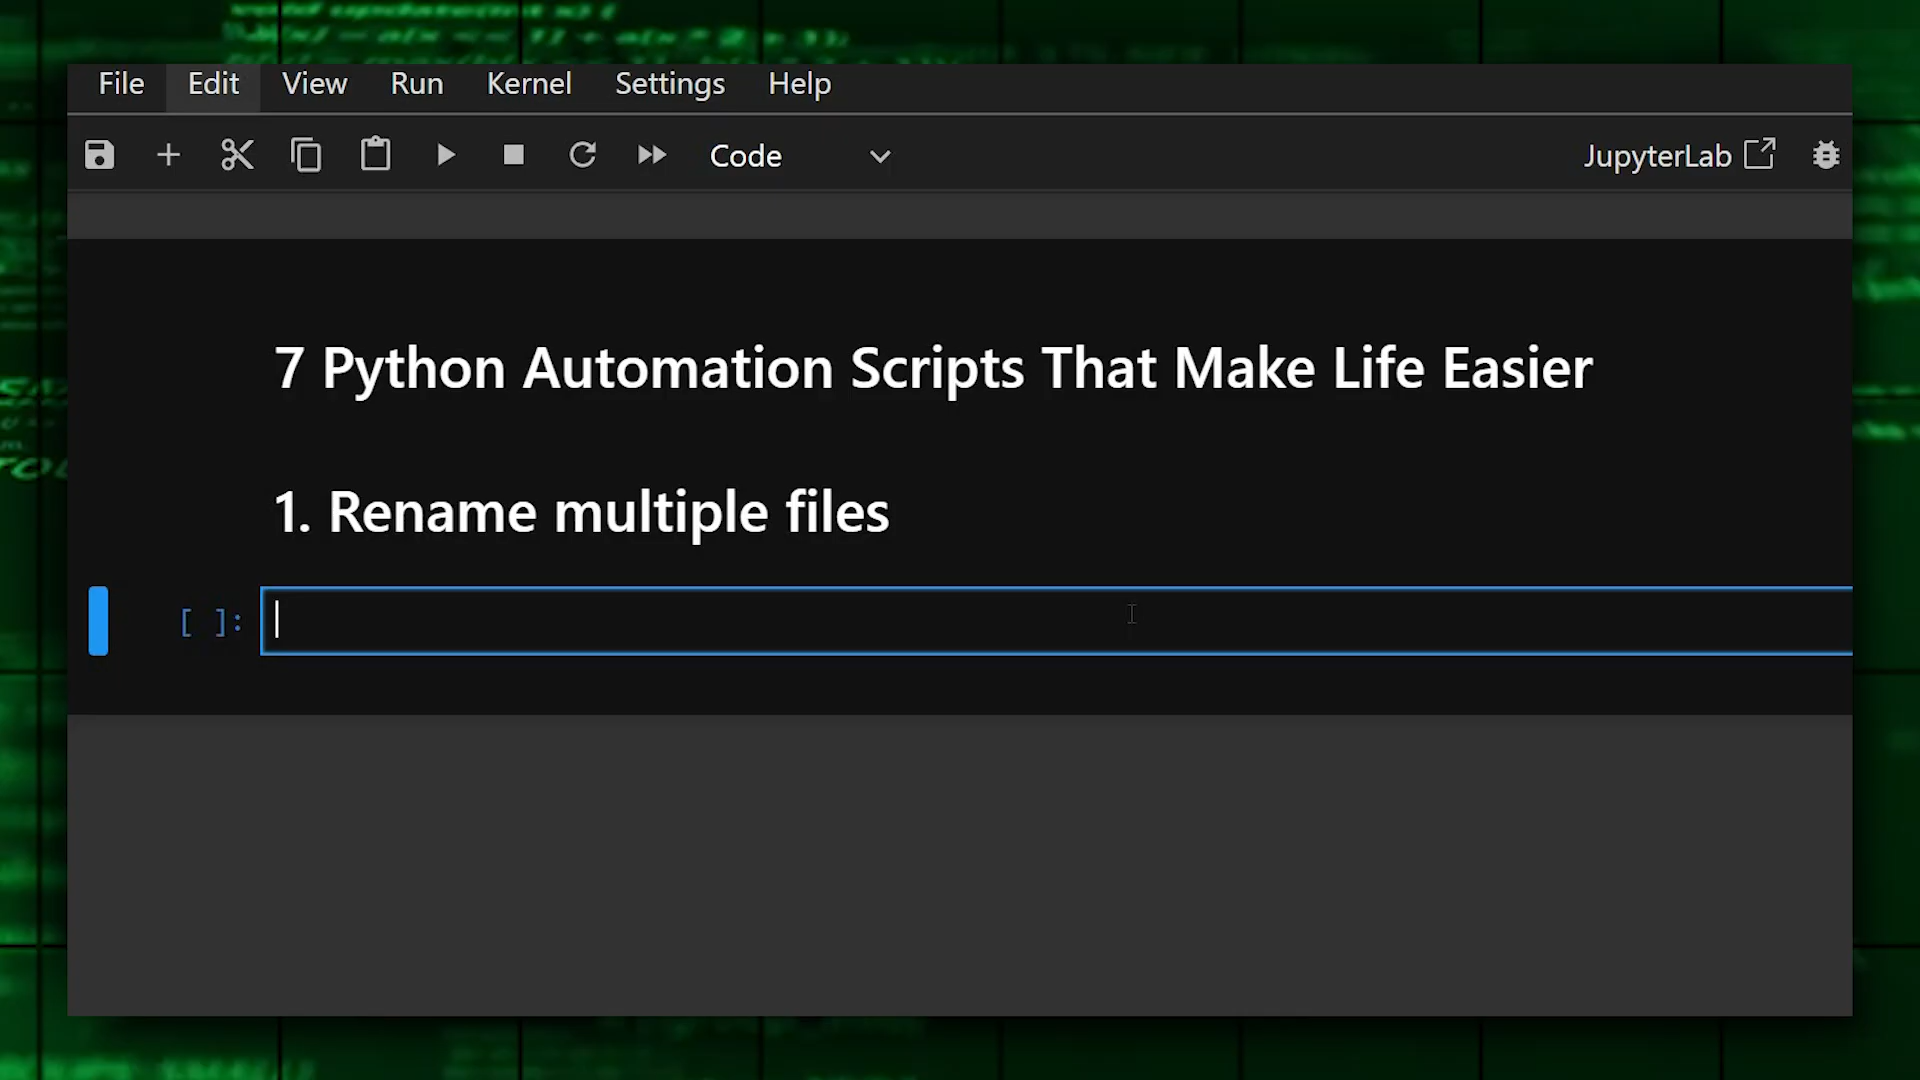 File Edit View Run Kernel Settings Help
Code JupyterLab
7 Python Automation Scripts That Make Life Easier
1. Rename multiple files
[ ]: